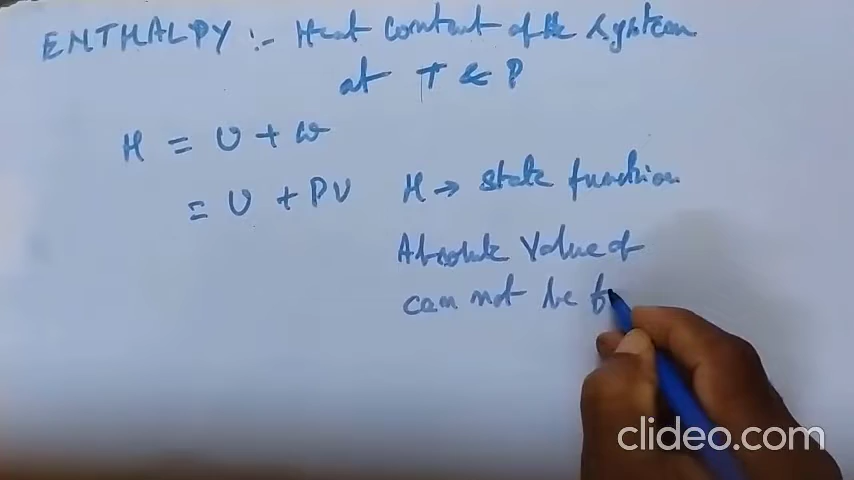 ENTHALPY :- Heat Content of the System
at T & P
H = U + w
= U + PV
H → state function
Absolute Value of
can not be f
clideo.com